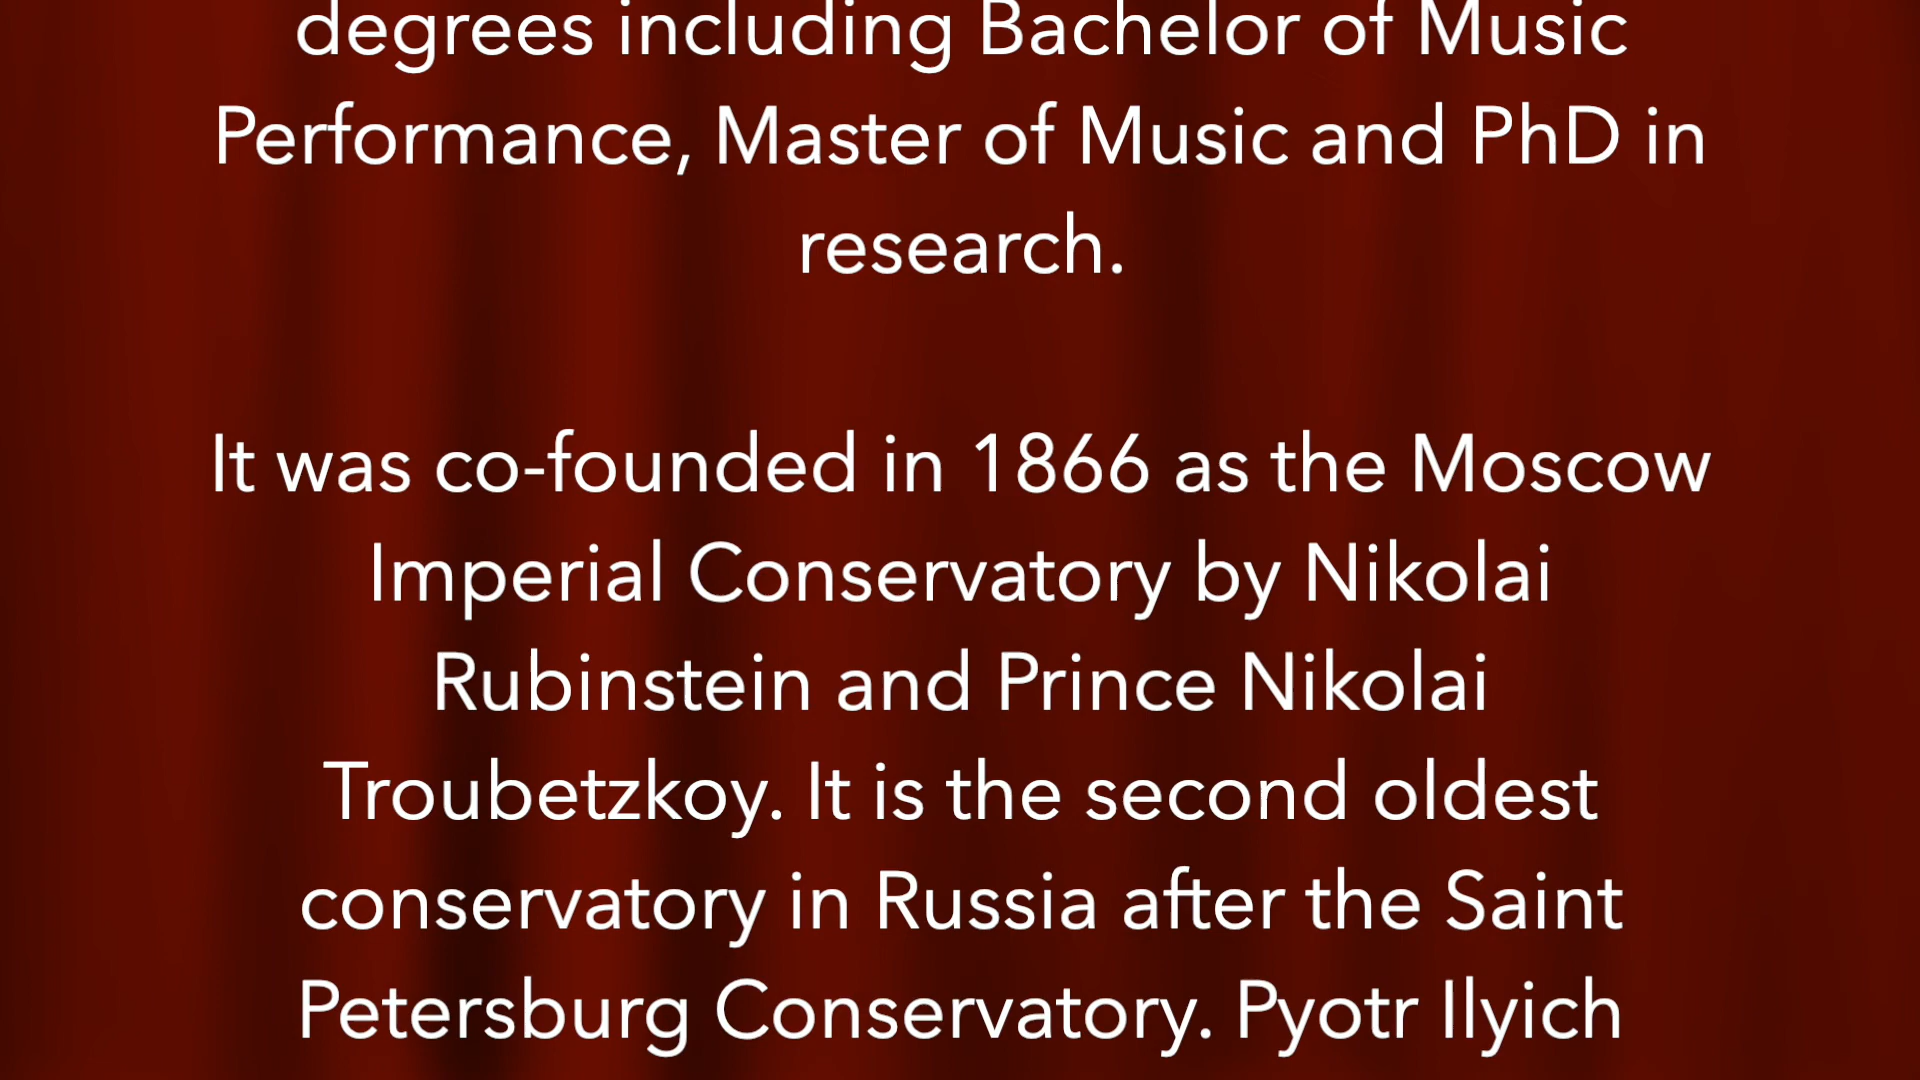 degrees including Bachelor of Music
Performance, Master of Music and PhD in
research.
It was co-founded in 1866 as the Moscow
Imperial Conservatory by Nikolai
Rubinstein and Prince Nikolai
Troubetzkoy. It is the second oldest
conservatory in Russia after the Saint
Petersburg Conservatory. Pyotr Ilyich